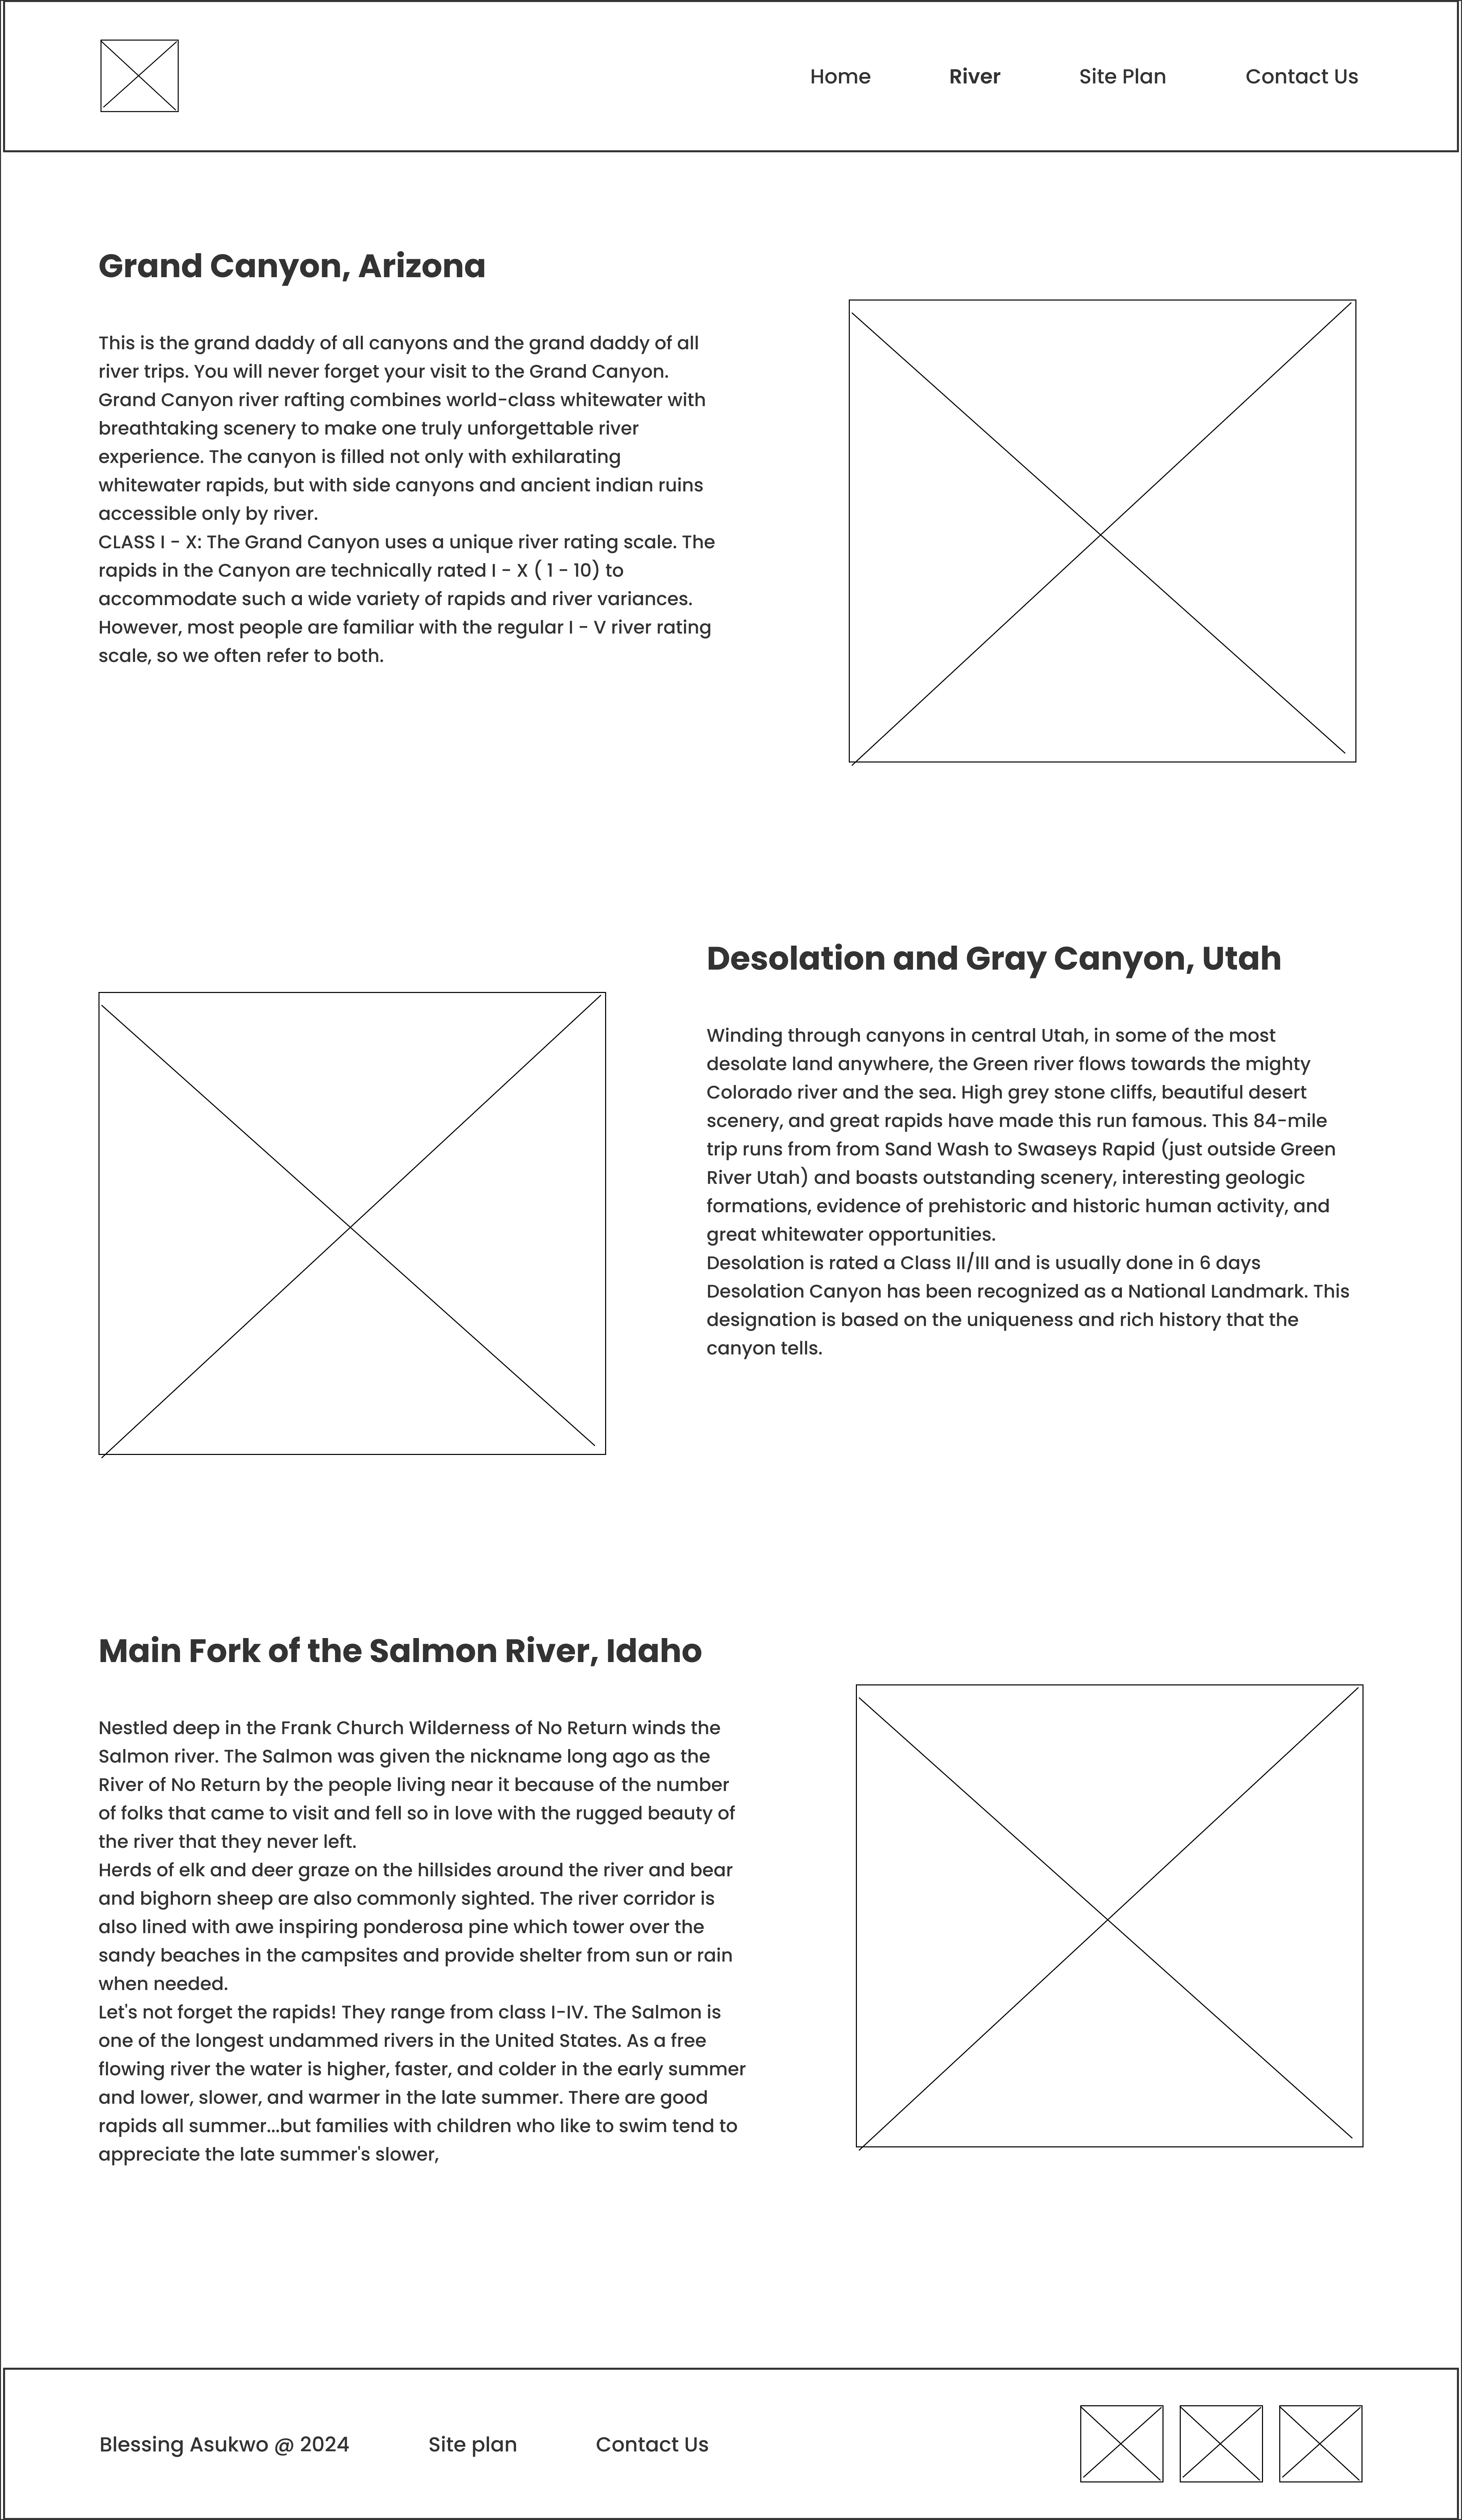 Home River Site Plan Contact Us
Grand Canyon, Arizona
This is the grand daddy of all canyons and the grand daddy of all
river trips. You will never forget your visit to the Grand Canyon.
Grand Canyon river rafting combines world-class whitewater with
breathtaking scenery to make one truly unforgettable river
experience. The canyon is filled not only with exhilarating
whitewater rapids, but with side canyons and ancient indian ruins
accessible only by river.
CLASS I - X: The Grand Canyon uses a unique river rating scale. The
rapids in the Canyon are technically rated I - X ( 1 - 10) to
accommodate such a wide variety of rapids and river variances.
However, most people are familiar with the regular I - V river rating
scale, so we often refer to both.
Desolation and Gray Canyon, Utah
Winding through canyons in central Utah, in some of the most
desolate land anywhere, the Green river flows towards the mighty
Colorado river and the sea. High grey stone cliffs, beautiful desert
scenery, and great rapids have made this run famous. This 84-mile
trip runs from from Sand Wash to Swaseys Rapid (just outside Green
River Utah) and boasts outstanding scenery, interesting geologic
formations, evidence of prehistoric and historic human activity, and
great whitewater opportunities.
Desolation is rated a Class II/III and is usually done in 6 days
Desolation Canyon has been recognized as a National Landmark. This
designation is based on the uniqueness and rich history that the
canyon tells.
Main Fork of the Salmon River, Idaho
Nestled deep in the Frank Church Wilderness of No Return winds the
Salmon river. The Salmon was given the nickname long ago as the
River of No Return by the people living near it because of the number
of folks that came to visit and fell so in love with the rugged beauty of
the river that they never left.
Herds of elk and deer graze on the hillsides around the river and bear
and bighorn sheep are also commonly sighted. The river corridor is
also lined with awe inspiring ponderosa pine which tower over the
sandy beaches in the campsites and provide shelter from sun or rain
when needed.
Let's not forget the rapids! They range from class I-IV. The Salmon is
one of the longest undammed rivers in the United States. As a free
flowing river the water is higher, faster, and colder in the early summer
and lower, slower, and warmer in the late summer. There are good
rapids all summer...but families with children who like to swim tend to
appreciate the late summer's slower,
Blessing Asukwo @ 2024 Site plan Contact Us